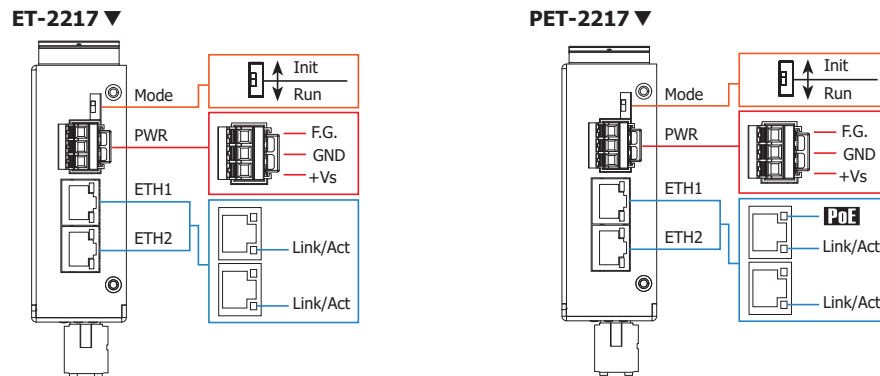 ET-2217▼
Init
Run
Mode
PWR
F.G.
GND
+Vs
ETH1
ETH2
Link/Act
Link/Act
PET-2217▼
Init
Run
Mode
PWR
F.G.
GND
+Vs
ETH1
ETH2
PoE
Link/Act
Link/Act